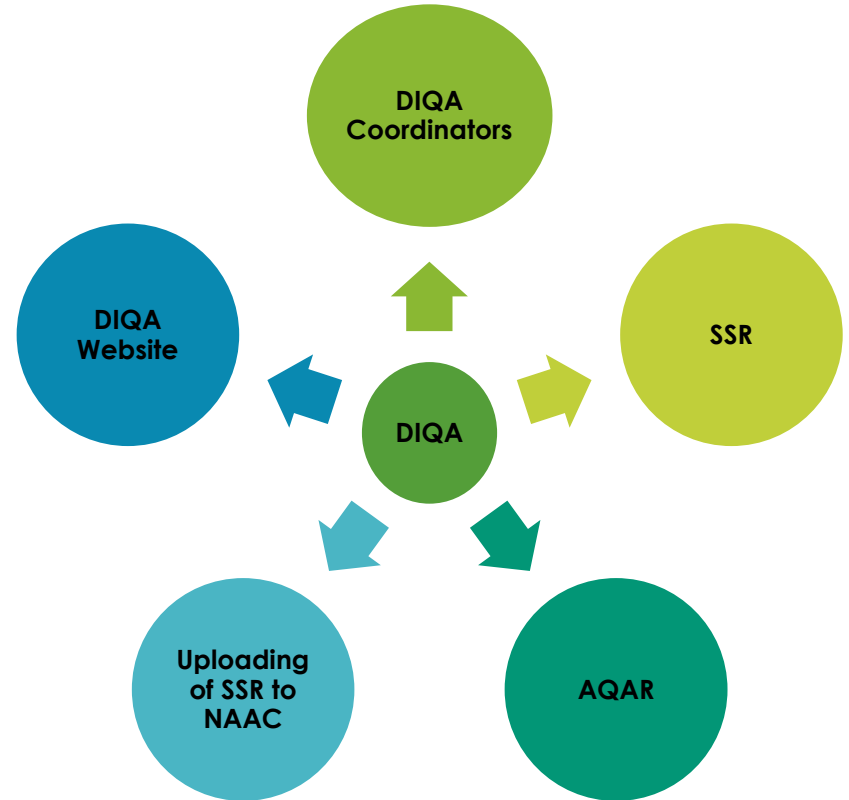 DIQA
Coordinators
DIQA
Website
SSR
DIQA
Uploading
of SSR to
NAAC
AQAR